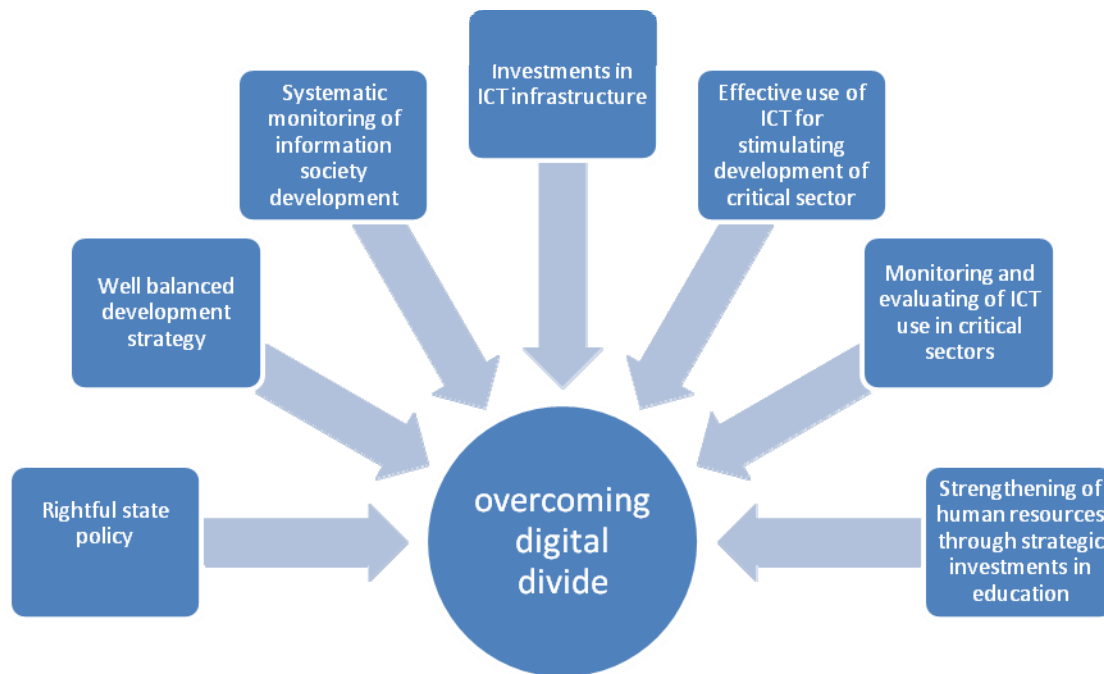 Rightful state
policy
Well balanced
development
strategy
Systematic
monitoring of
information
society
development
Investments in
ICT infrastructure
Effective use of
ICT for
stimulating
development of
critical sector
Monitoring and
evaluating of ICT
use in critical
sectors
Strengthening of
human resources
through strategic
investments in
education
overcoming
digital
divide